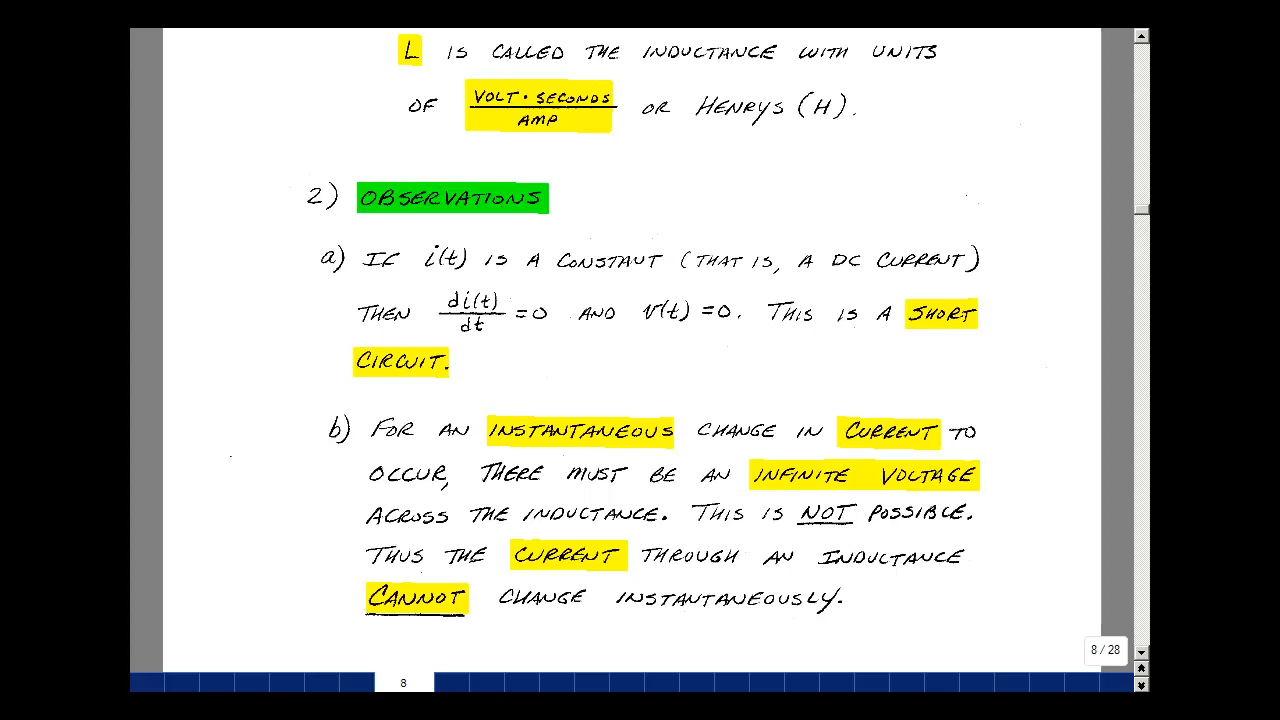 L IS CALLED THE INDUCTANCE WITH UNITS
OF VOLT · SECONDS / AMP OR HENRYS (H).
2) OBSERVATIONS
a) IF i(t) IS A CONSTANT (THAT IS, A DC CURRENT)
THEN di(t)/dt = 0 AND v(t) = 0. THIS IS A SHORT
CIRCUIT.
b) FOR AN INSTANTANEOUS CHANGE IN CURRENT TO
OCCUR, THERE MUST BE AN INFINITE VOLTAGE
ACROSS THE INDUCTANCE. THIS IS NOT POSSIBLE.
THUS THE CURRENT THROUGH AN INDUCTANCE
CANNOT CHANGE INSTANTANEOUSLY.
8 / 28
8